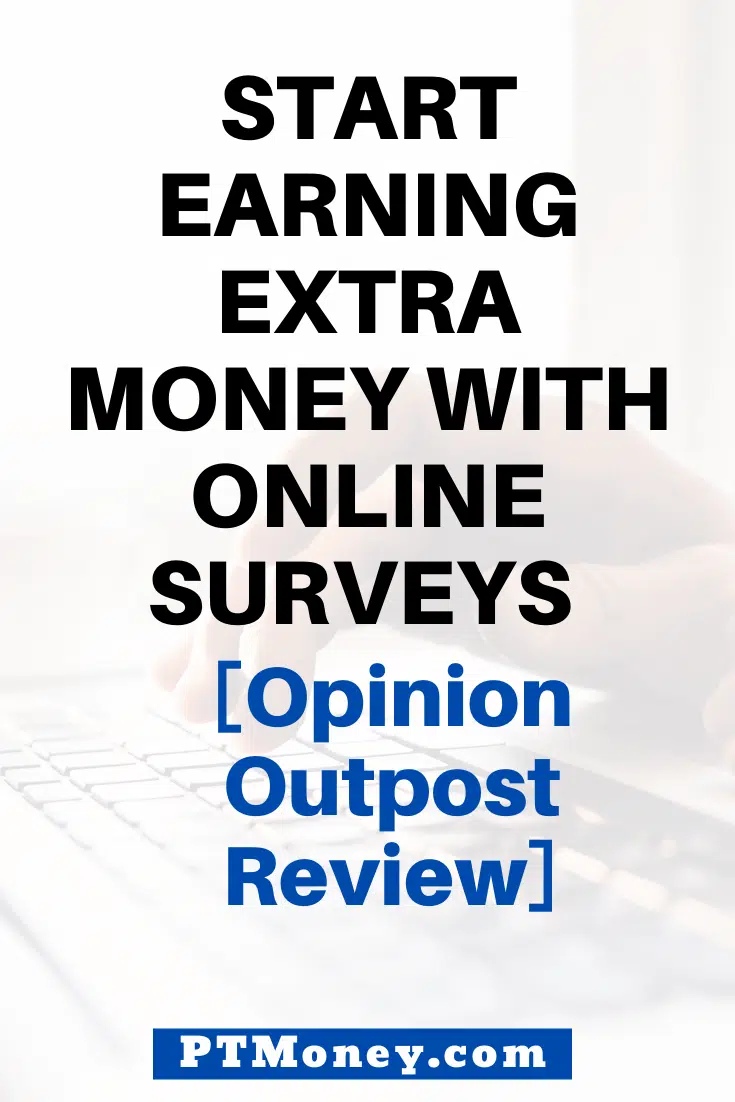 START
EARNING
EXTRA
MONEY WITH
ONLINE
SURVEYS
[Opinion
Outpost
Review]
PTMoney.com